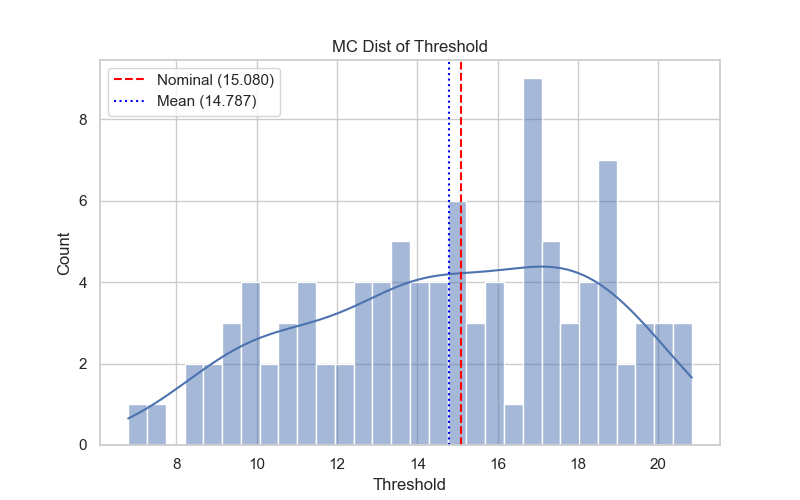 MC Dist of Threshold
Nominal (15.080)
Mean (14.787)
8
6
4
2
0
Count
8 10 12 14 16 18 20
Threshold